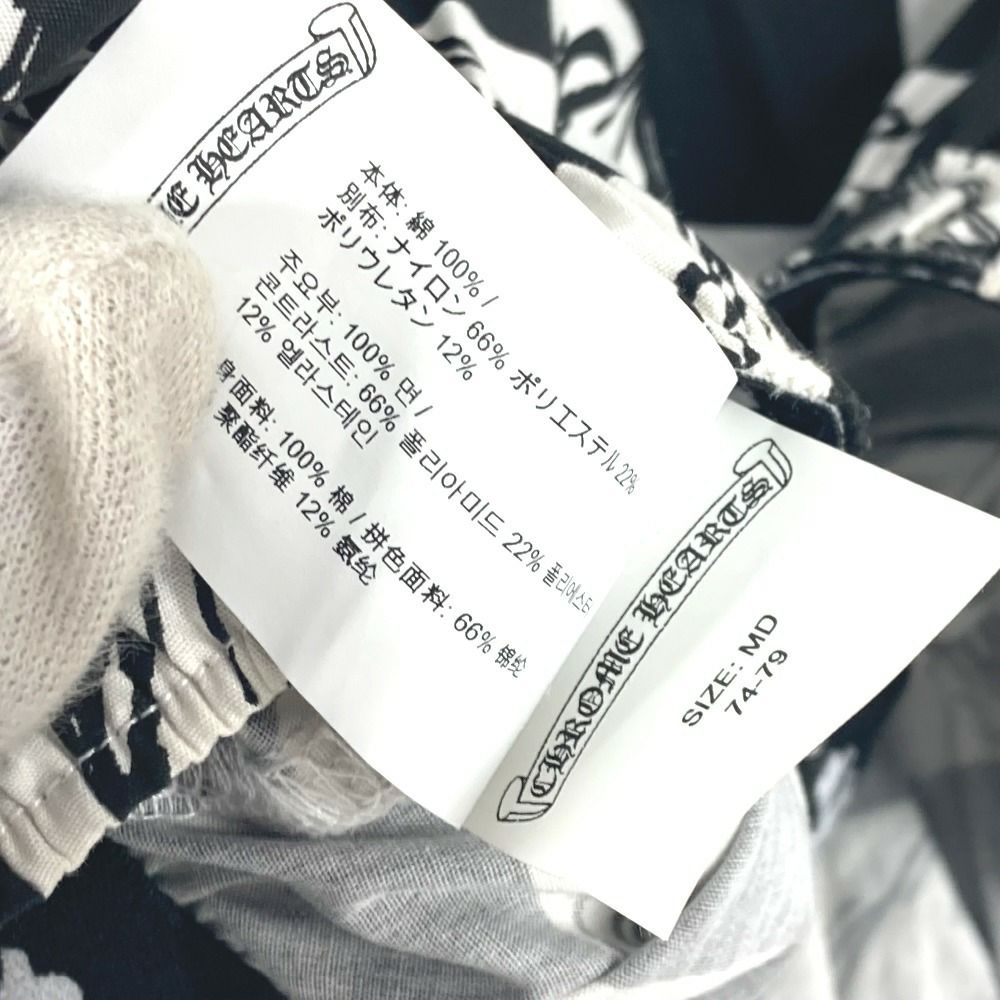 E HEARTS
本体: 綿 100% /
別布: ナイロン 66% ポリエステル 22%
ポリウレタン 12%
주요부: 100% 면 /
콘트라스트: 66% 폴리아미드 22% 폴리에스터
12% 엘라스테인
身面料: 100% 棉 / 拼色面料: 66% 锦纶
聚酯纤维 12% 氨纶
CHROME HEARTS
SIZE: MD
74-79